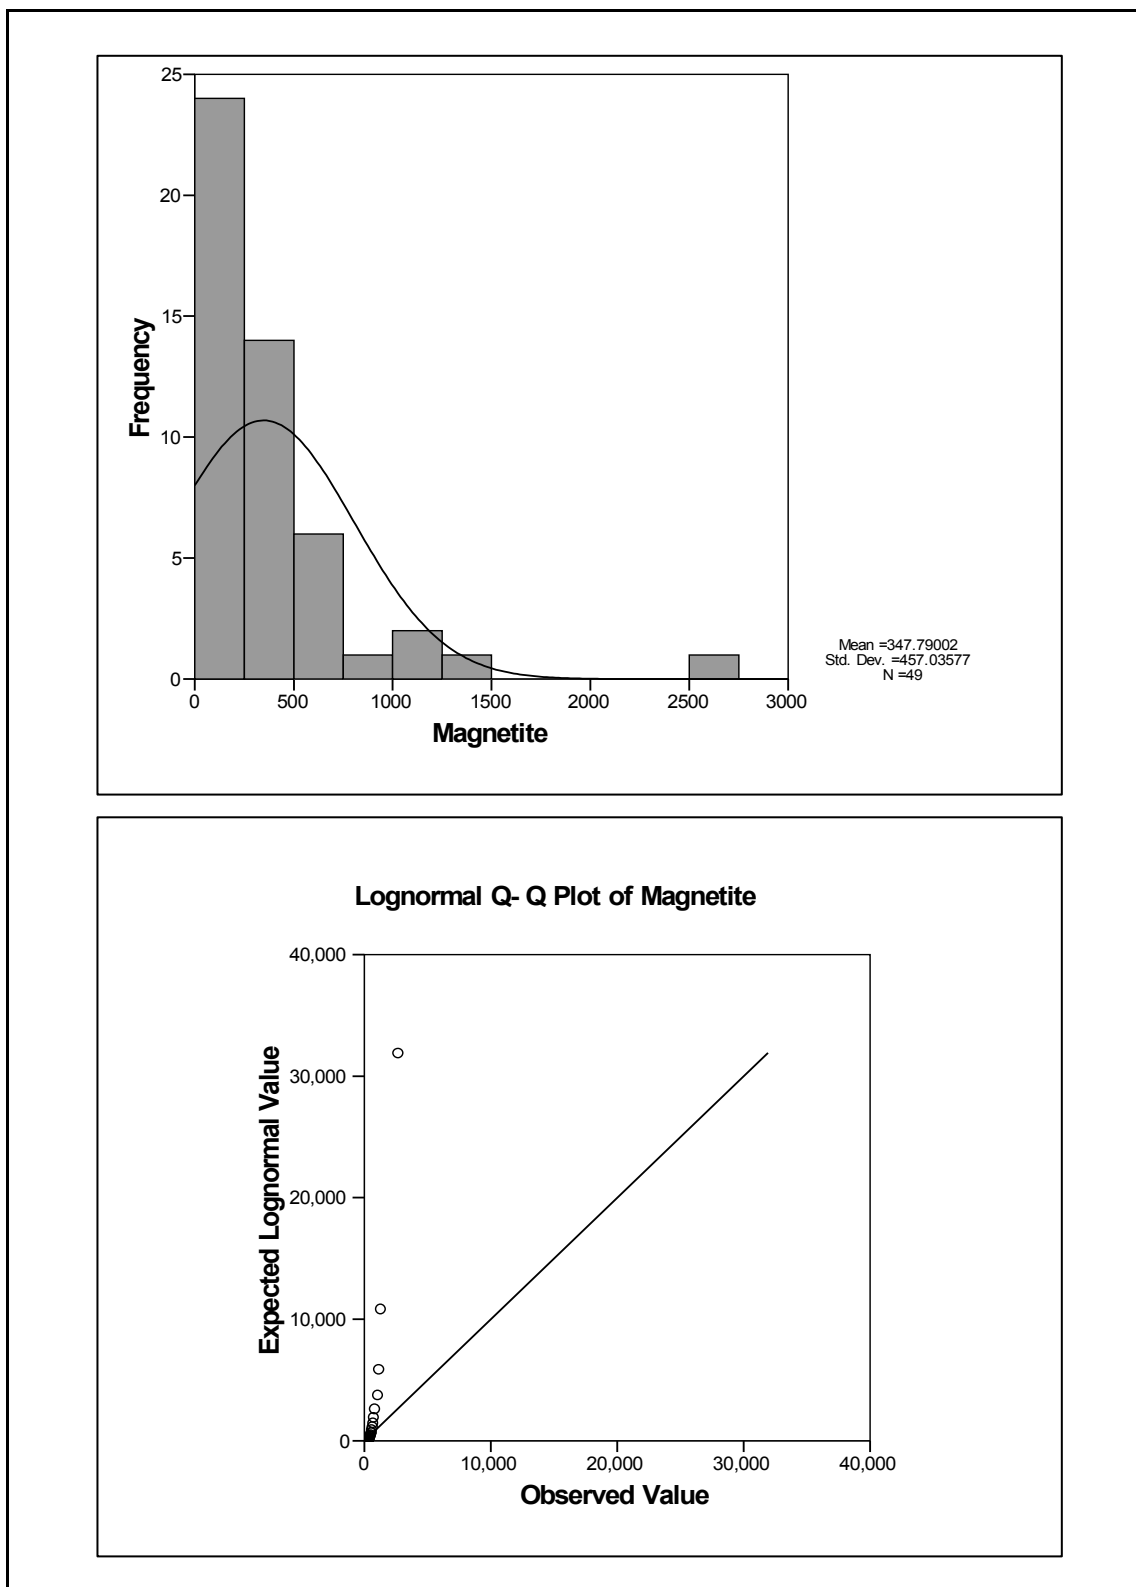 25
20
15
10
5
0
Frequency
0 500 1000 1500 2000 2500 3000
Magnetite
Mean =347.79002
Std. Dev. =457.03577
N =49
Lognormal Q- Q Plot of Magnetite
40,000
30,000
20,000
10,000
0
Expected Lognormal Value
0 10,000 20,000 30,000 40,000
Observed Value